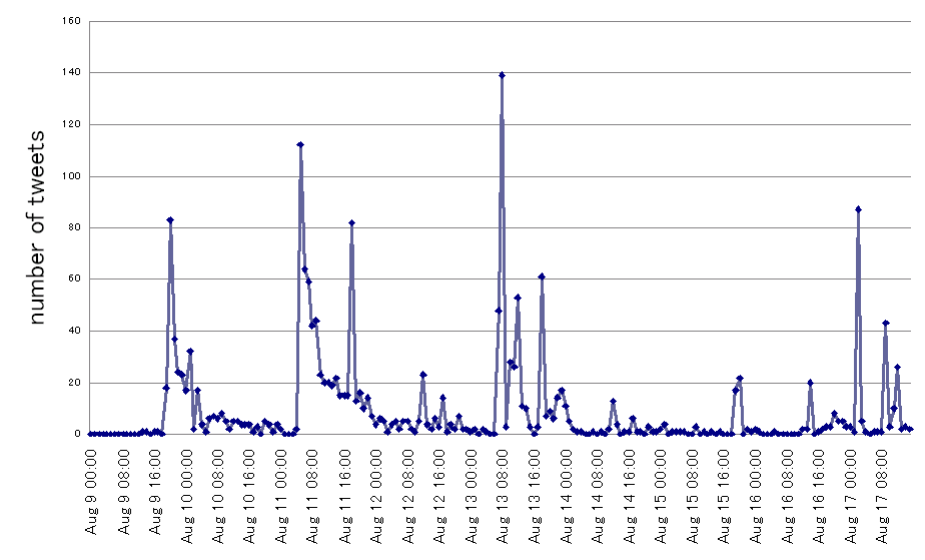 160
140
120
100
80
60
40
20
0
number of tweets
Aug 9 00:00
Aug 9 08:00
Aug 9 16:00
Aug 10 00:00
Aug 10 08:00
Aug 10 16:00
Aug 11 00:00
Aug 11 08:00
Aug 11 16:00
Aug 12 00:00
Aug 12 08:00
Aug 12 16:00
Aug 13 00:00
Aug 13 08:00
Aug 13 16:00
Aug 14 00:00
Aug 14 08:00
Aug 14 16:00
Aug 15 00:00
Aug 15 08:00
Aug 15 16:00
Aug 16 00:00
Aug 16 08:00
Aug 16 16:00
Aug 17 00:00
Aug 17 08:00